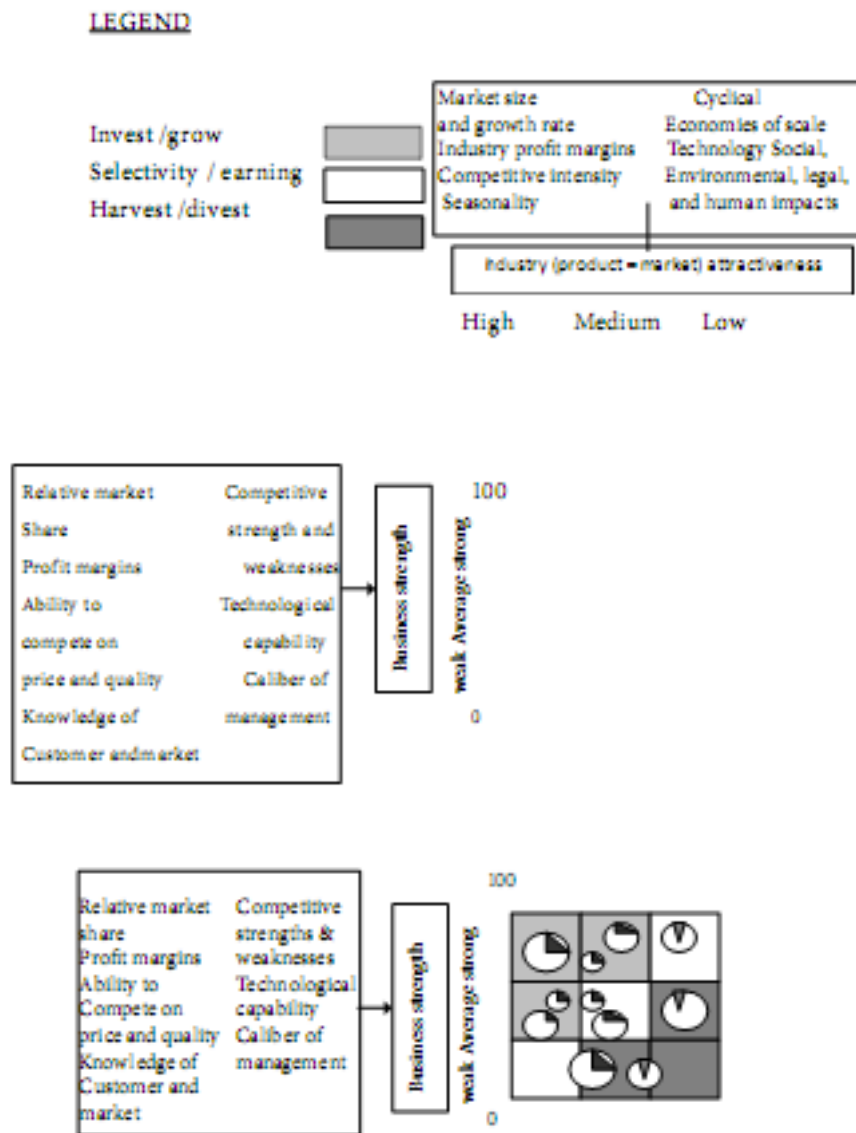 LEGEND
Invest /grow
Selectivity / earning
Harvest /divest
Market size
and growth rate
Industry profit margins
Competitive intensity
Seasonality
Cyclical
Economies of scale
Technology Social,
Environmental, legal,
and human impacts
industry (product = market) attractiveness
High Medium Low
Relative market
Share
Profit margins
Ability to
compete on
price and quality
Knowledge of
Customer andmarket
Competitive
strength and
weaknesses
Technological
capability
Caliber of
management
Business strength
weak Average strong
100
0
Relative market
share
Profit margins
Ability to
Compete on
price and quality
Knowledge of
Customer and
market
Competitive
strengths &
weaknesses
Technological
capability
Caliber of
management
Business strength
weak Average strong
100
0